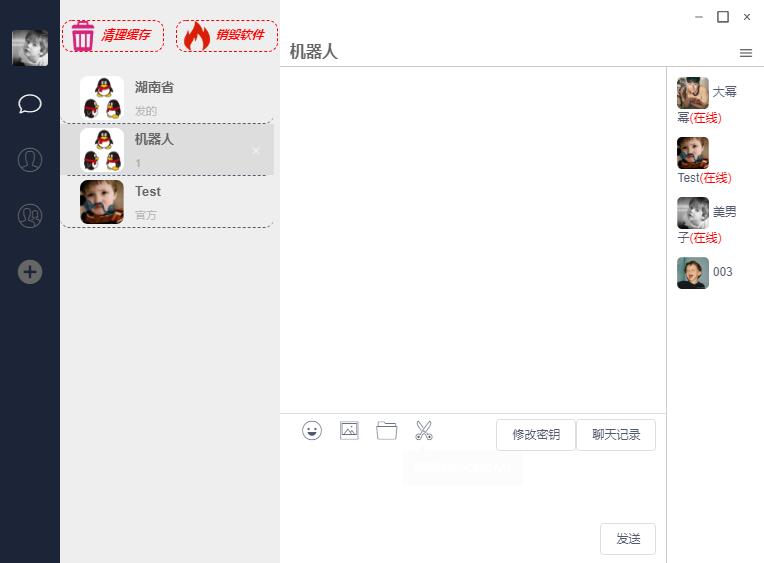 清理缓存
销毁软件
湖南省
发的
机器人
1
Test
官方
机器人
大幂
幂(在线)
Test(在线)
美男
子(在线)
003
修改密钥
聊天记录
发送